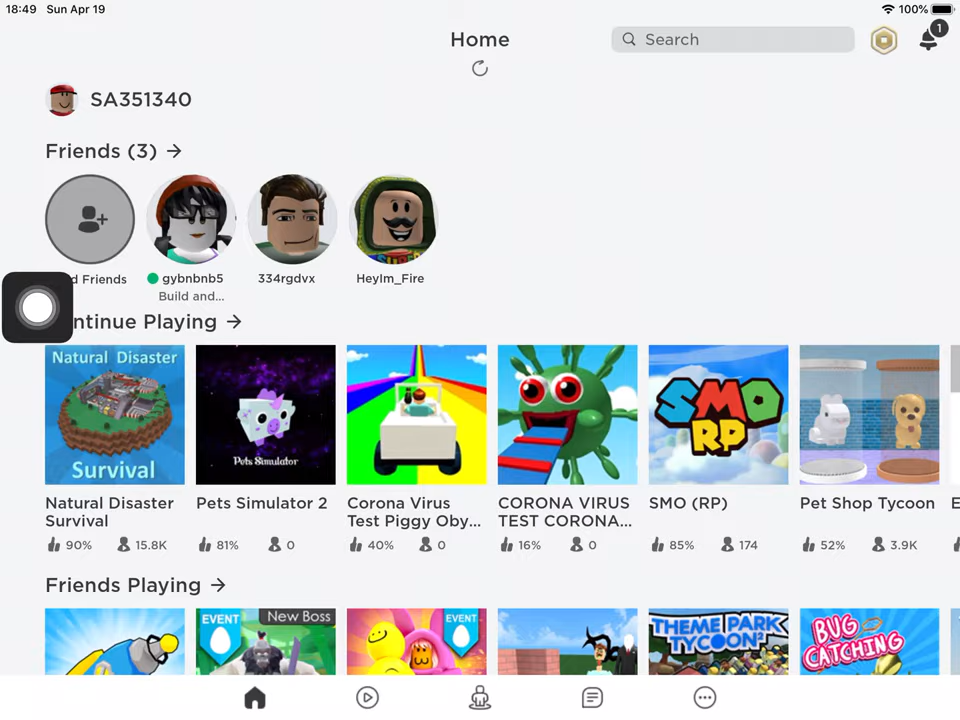 18:49 Sun Apr 19
100%
Home
Search
1
SA351340
Friends (3)
d Friends
gybnbnb5
334rgdvx
HeyIm_Fire
Build and...
ntinue Playing
Natural Disaster
Survival
Pets Simulator
SMO
RP
Natural Disaster
Survival
90%
15.8K
Pets Simulator 2
81%
0
Corona Virus
Test Piggy Oby...
40%
0
CORONA VIRUS
TEST CORONA...
16%
0
SMO (RP)
85%
174
Pet Shop Tycoon
52%
3.9K
E
Friends Playing
EVENT
New Boss
EVENT
THEME PARK
TYCOON 2
BUG
CATCHING